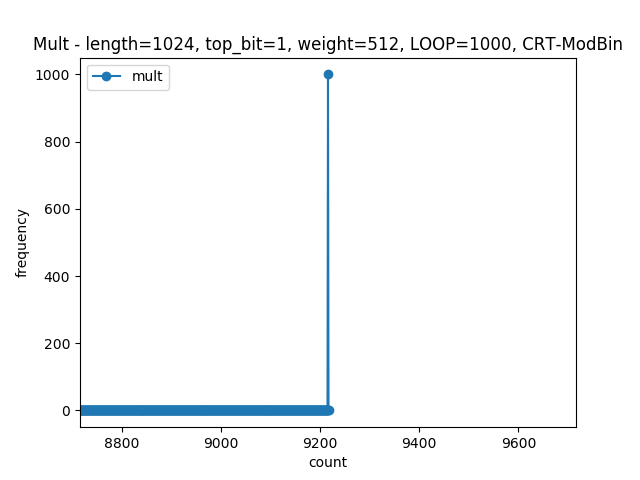 Mult - length=1024, top_bit=1, weight=512, LOOP=1000, CRT-ModBin
mult
1000
800
600
400
200
0
frequency
8800 9000 9200 9400 9600
count